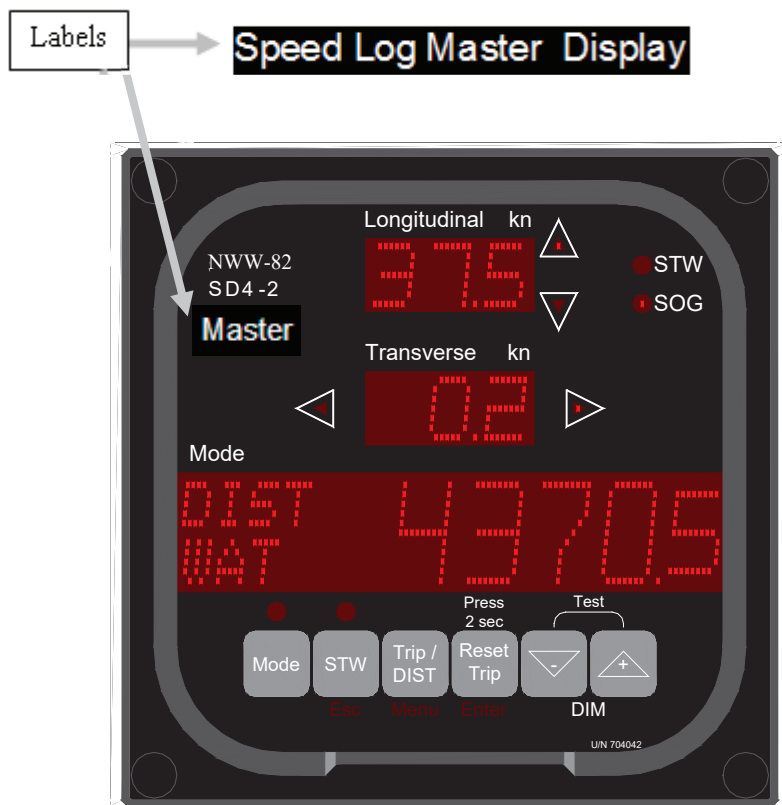 Labels
Speed Log Master Display
Longitudinal kn
37.5
NWW-82
SD4-2
STW
SOG
Master
Transverse kn
0.2
Mode
DIST 4370.5
WAT
Press
2 sec
Test
Mode
STW
Trip /
DIST
Reset
Trip
-
+
Esc
Menu
Enter
DIM
U/N 704042